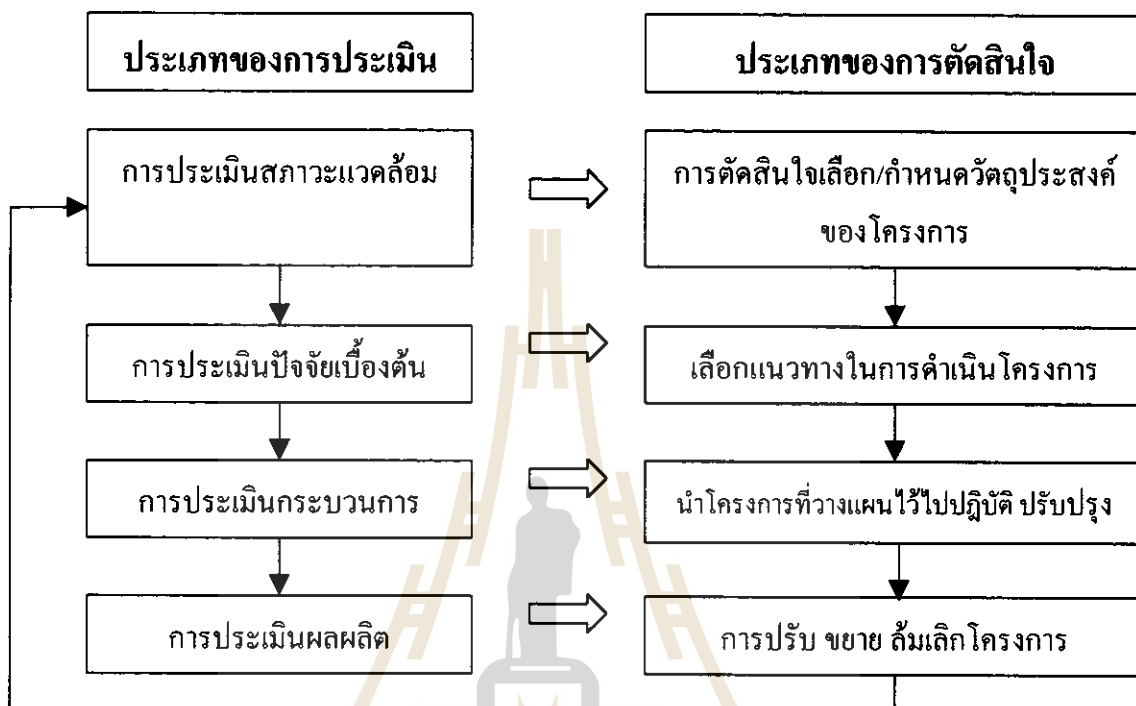 ประเภทของการประเมิน
ประเภทของการตัดสินใจ
การประเมินสภาวะแวดล้อม
การตัดสินใจเลือก/กำหนดวัตถุประสงค์
ของโครงการ
การประเมินปัจจัยเบื้องต้น
เลือกแนวทางในการดำเนินโครงการ
การประเมินกระบวนการ
นำโครงการที่วางแผนไว้ไปปฏิบัติ ปรับปรุง
การประเมินผลผลิต
การปรับ ขยาย ล้มเลิกโครงการ